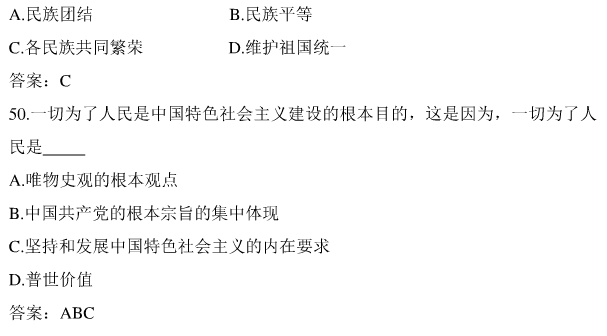 A.民族团结 B.民族平等
C.各民族共同繁荣 D.维护祖国统一
答案：C
50.一切为了人民是中国特色社会主义建设的根本目的，这是因为，一切为了人
民是_____
A.唯物史观的根本观点
B.中国共产党的根本宗旨的集中体现
C.坚持和发展中国特色社会主义的内在要求
D.普世价值
答案：ABC